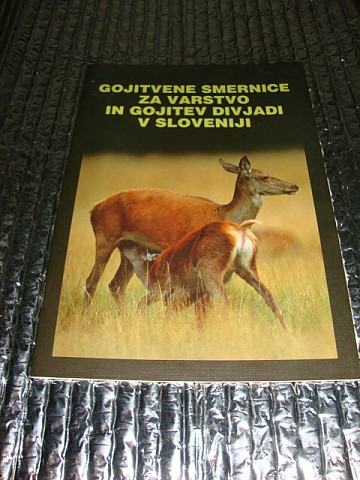 GOJITVENE SMERNICE
ZA VARSTVO
IN GOJITEV DIVJADI
V SLOVENIJI